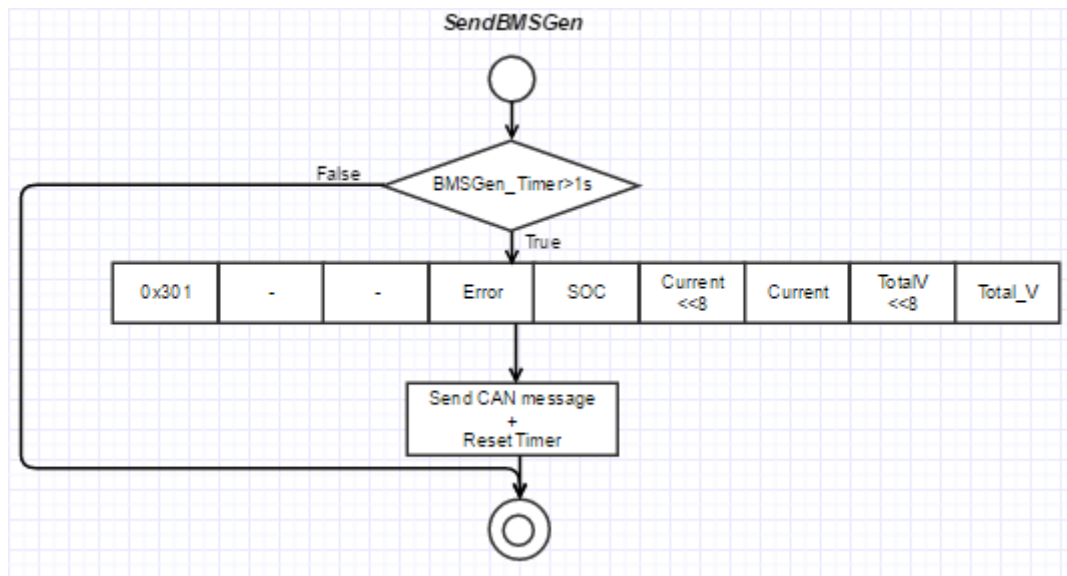 SendBMSGen
BMSGen_Timer>1s
False
True
0x301
-
-
Error
SOC
Current
<<8
Current
TotalV
<<8
Total_V
Send CAN message
+
Reset Timer